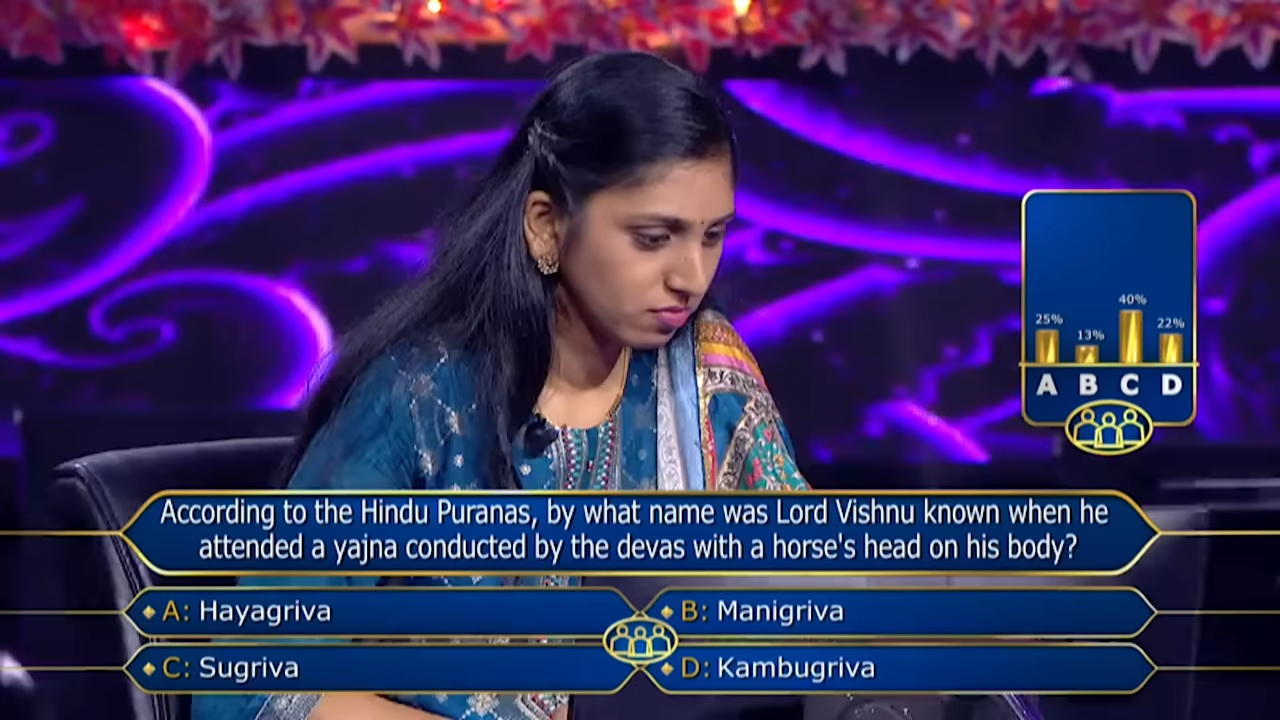 40%
25%
22%
13%
A B C D
According to the Hindu Puranas, by what name was Lord Vishnu known when he
attended a yajna conducted by the devas with a horse's head on his body?
A: Hayagriva
B: Manigriva
C: Sugriva
D: Kambugriva